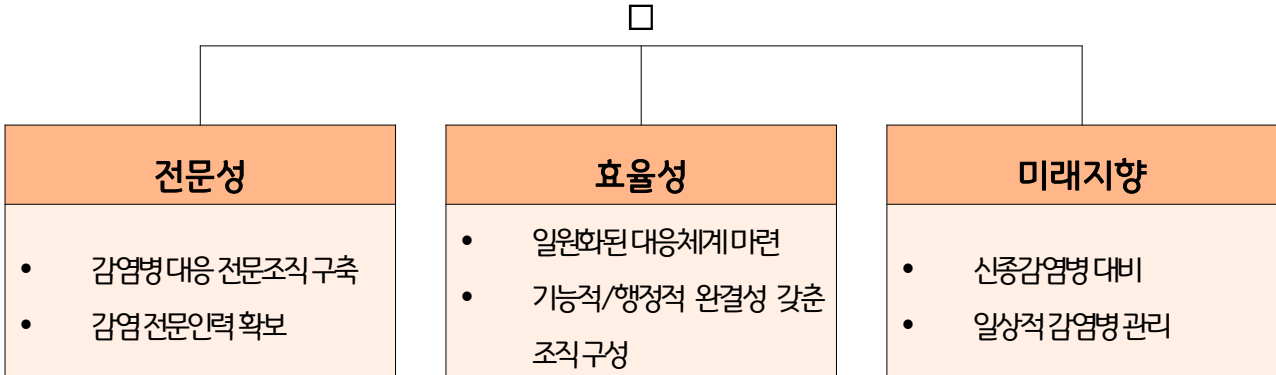 □
전문성
• 감염병 대응 전문조직 구축
• 감염 전문인력 확보
효율성
• 일원화된 대응체계 마련
• 기능적/행정적 완결성 갖춘
조직 구성
미래지향
• 신종감염병 대비
• 일상적 감염병 관리